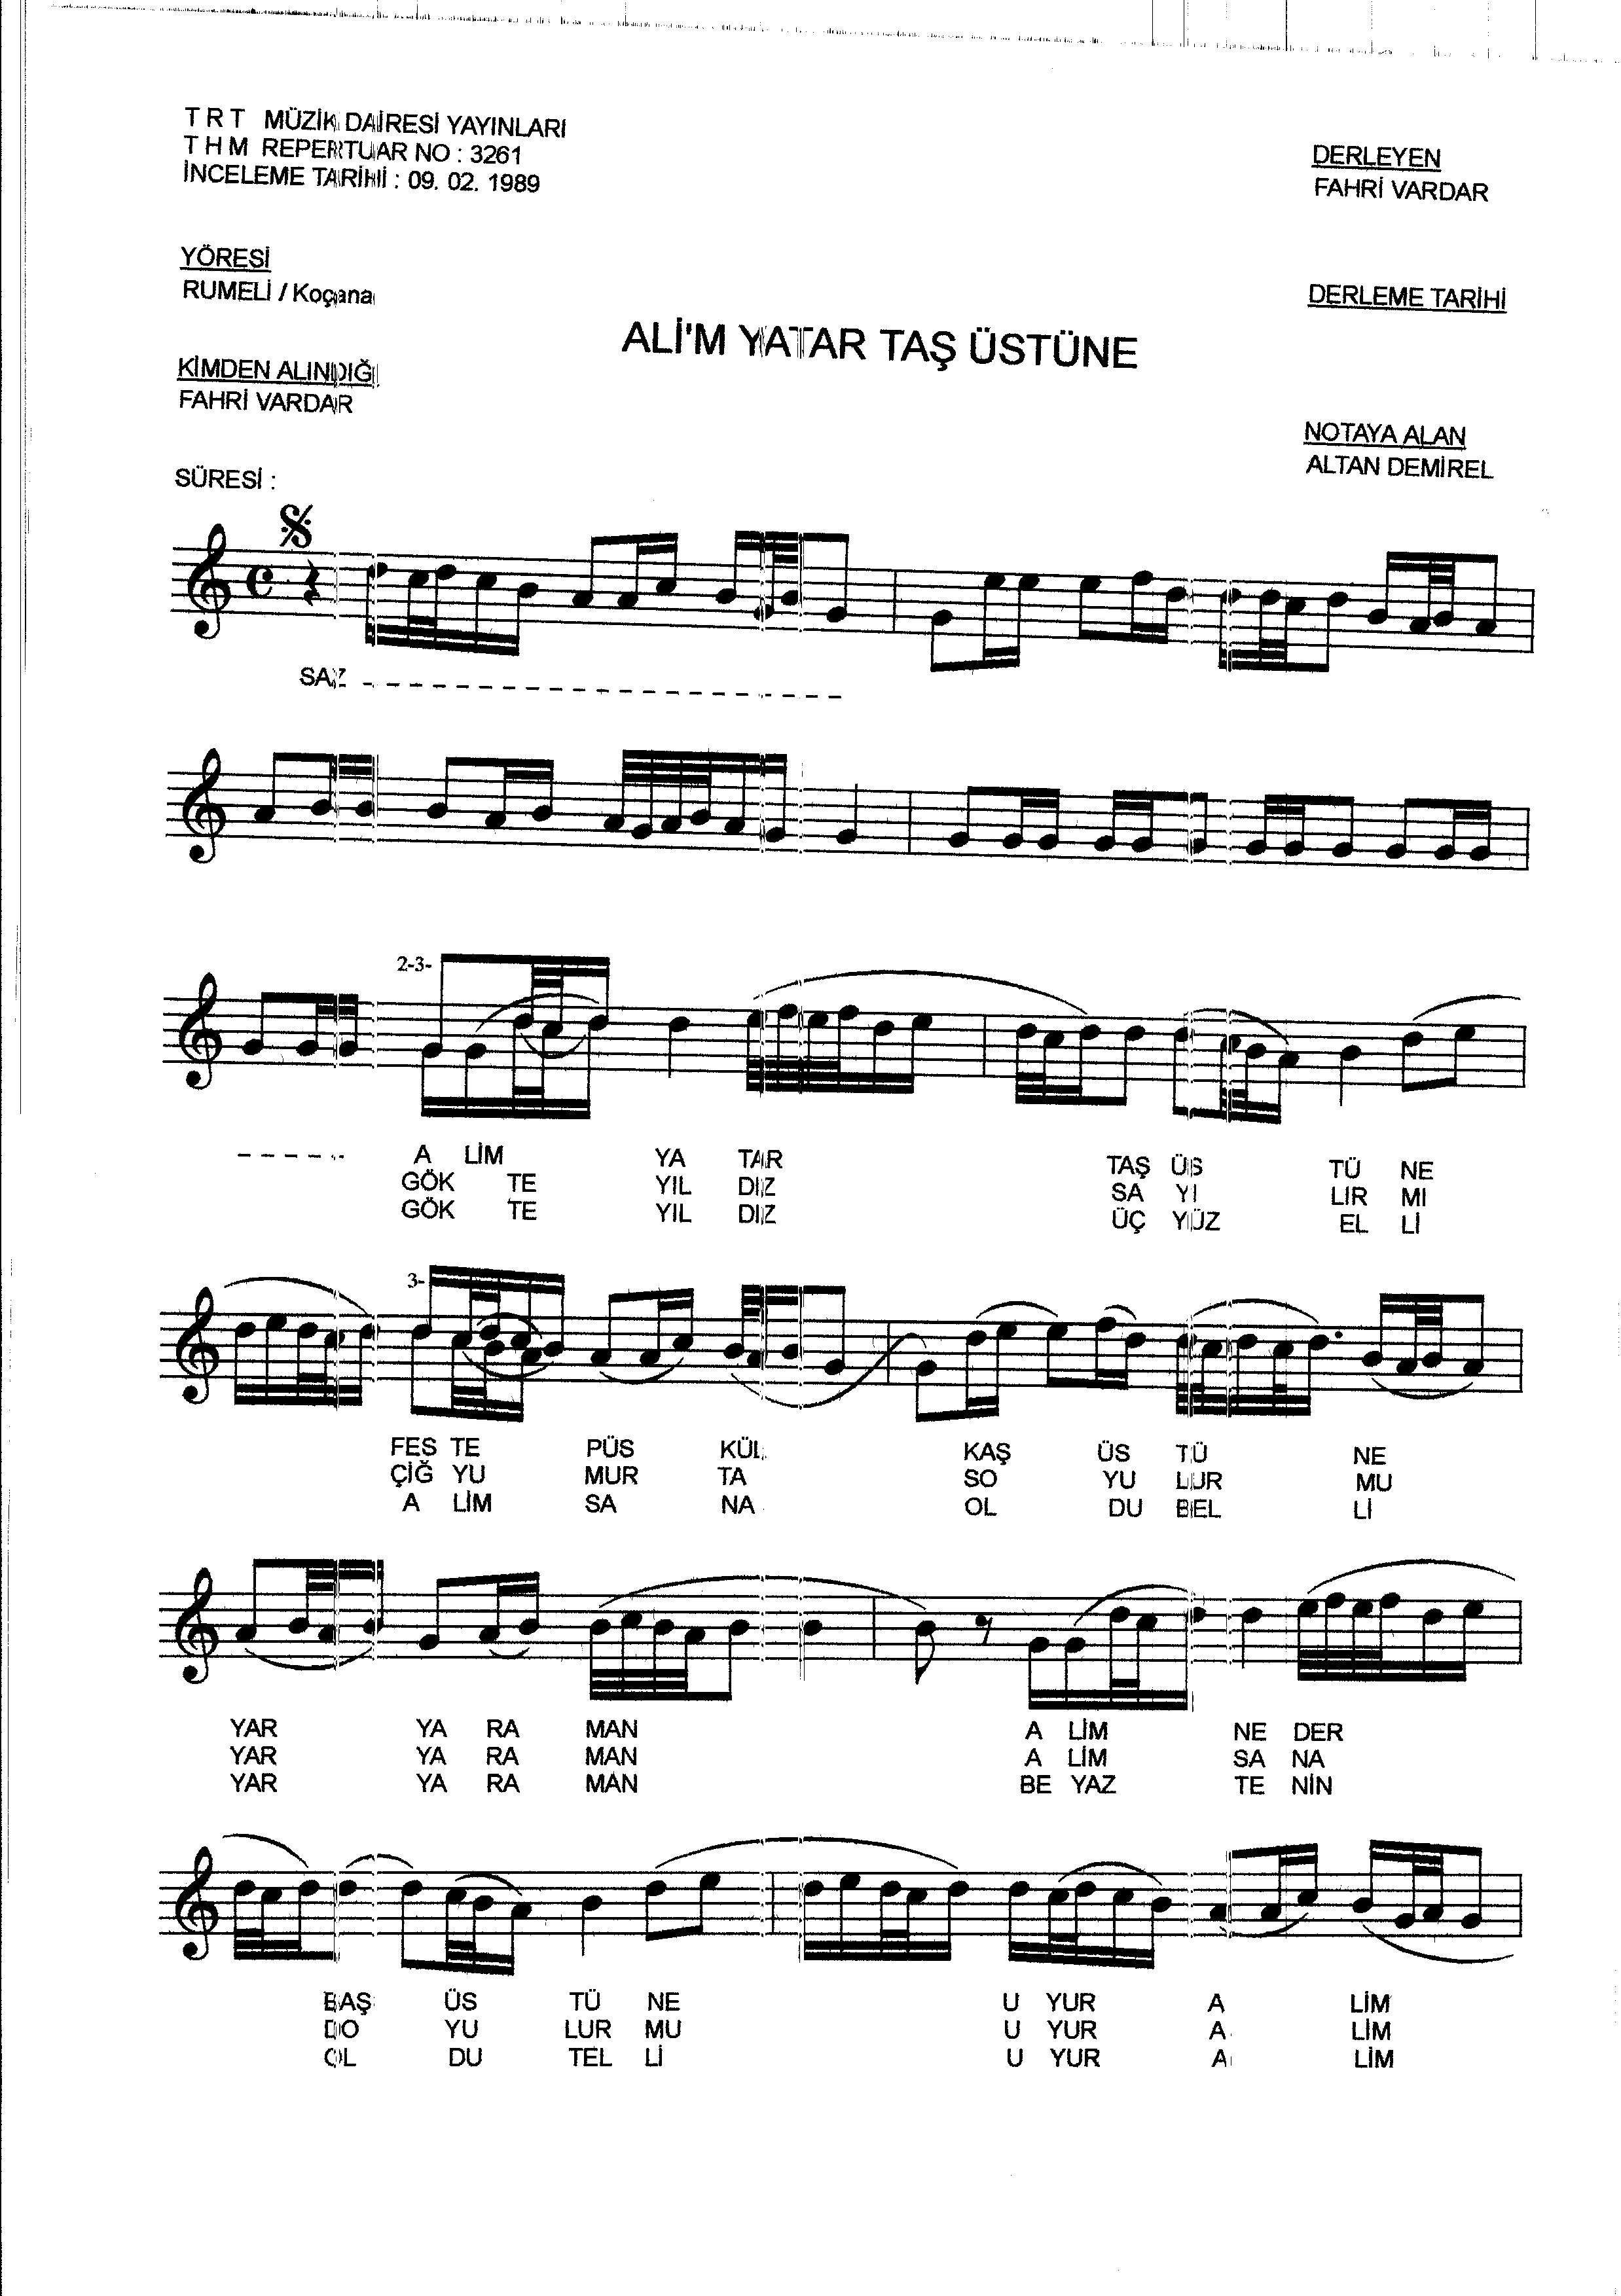 TRT MÜZİK DAİRESİ YAYINLARI
THM REPERTUAR NO : 3261
İNCELEME TARİHİ : 09. 02. 1989
DERLEYEN
FAHRİ VARDAR
YÖRESİ
RUMELİ / Koçana
DERLEME TARİHİ
ALİ'M YATAR TAŞ ÜSTÜNE
KİMDEN ALINDIĞI
FAHRİ VARDAR
NOTAYA ALAN
ALTAN DEMİREL
SÜRESİ :
SAZ
2-3-
A LİM YA TAR TAŞ ÜS TÜ NE
GÖK TE YIL DIZ SA YI LIR MI
GÖK TE YIL DIZ ÜÇ YÜZ EL Lİ
3-
FES TE PÜS KÜL KAŞ ÜS TÜ NE
ÇİĞ YU MUR TA SO YU LUR MU
A LİM SA NA OL DU BEL Lİ
YAR YA RA MAN A LİM NE DER
YAR YA RA MAN A LİM SA NA
YAR YA RA MAN BE YAZ TE NİN
BAŞ ÜS TÜ NE U YUR A LİM
DO YU LUR MU U YUR A LİM
OL DU TEL Lİ U YUR A LİM